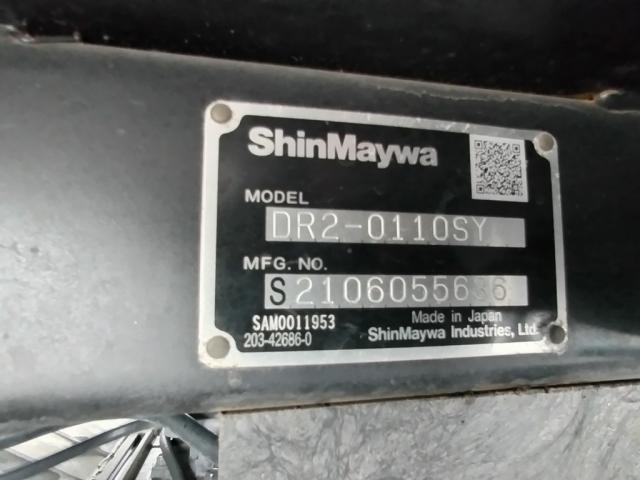 ShinMaywa
MODEL
DR2-0110SY
MFG. NO.
SAM0011953
Made in Japan
203-42686-0
ShinMaywa Industries, Ltd.